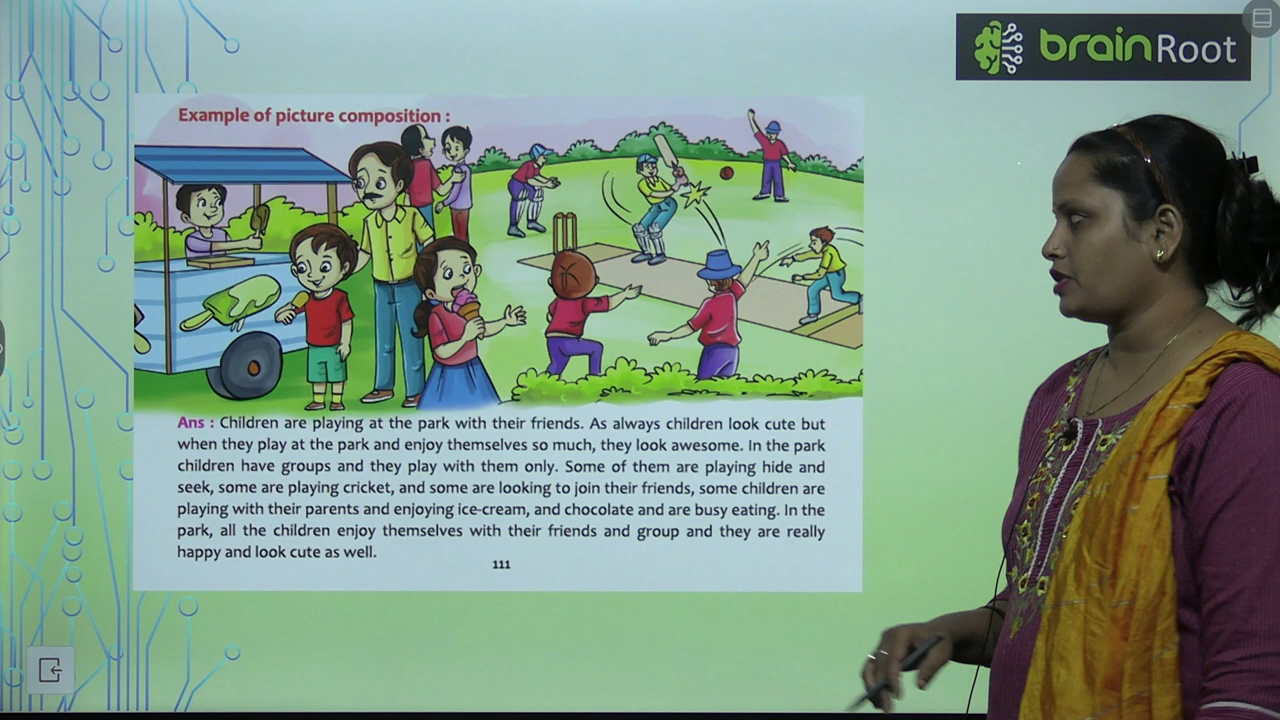 brainRoot
Example of picture composition :
Ans : Children are playing at the park with their friends. As always children look cute but
when they play at the park and enjoy themselves so much, they look awesome. In the park
children have groups and they play with them only. Some of them are playing hide and
seek, some are playing cricket, and some are looking to join their friends, some children are
playing with their parents and enjoying ice-cream, and chocolate and are busy eating. In the
park, all the children enjoy themselves with their friends and group and they are really
happy and look cute as well.
111